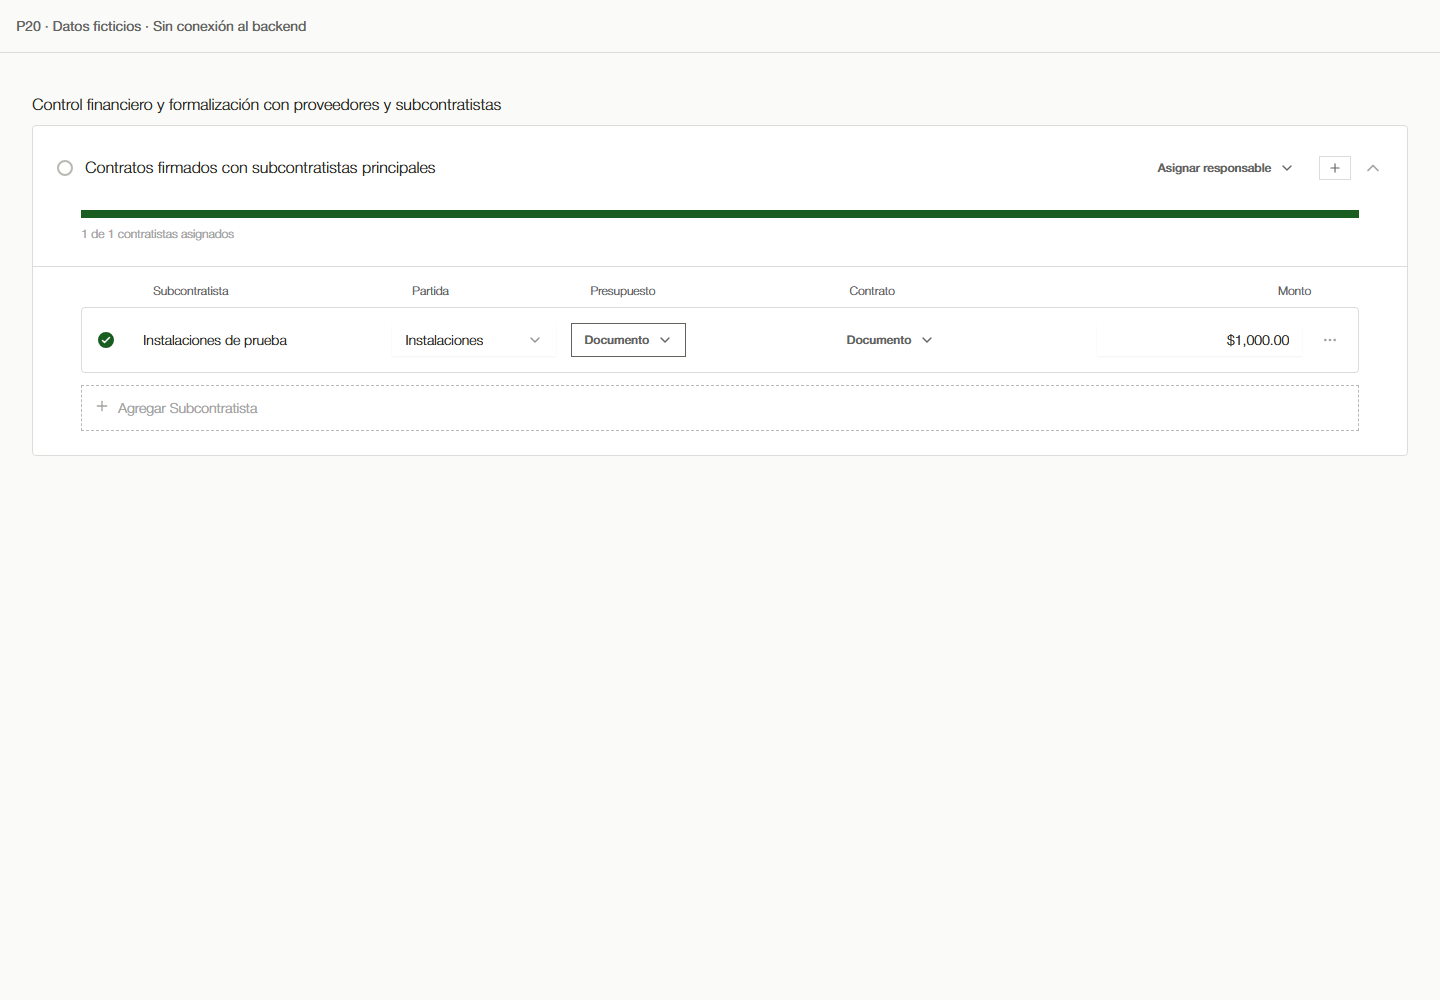 P20 · Datos ficticios · Sin conexión al backend
Control financiero y formalización con proveedores y subcontratistas
Contratos firmados con subcontratistas principales
Asignar responsable
1 de 1 contratistas asignados
Subcontratista Partida Presupuesto Contrato Monto
Instalaciones de prueba Instalaciones Documento Documento $1,000.00
Agregar Subcontratista